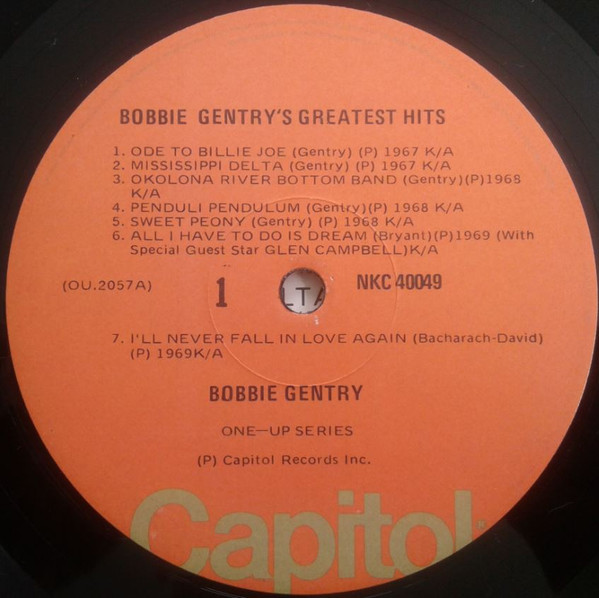 BOBBIE GENTRY'S GREATEST HITS
1. ODE TO BILLIE JOE (Gentry) (P) 1967 K/A
2. MISSISSIPPI DELTA (Gentry) (P) 1967 K/A
3. OKOLONA RIVER BOTTOM BAND (Gentry)(P)1968
K/A
4. PENDULI PENDULUM (Gentry)(P) 1968 K/A
5. SWEET PEONY (Gentry) (P) 1968 K/A
6. ALL I HAVE TO DO IS DREAM (Bryant)(P)1969 (With
Special Guest Star GLEN CAMPBELL)K/A
(OU.2057A) 1 LTA NKC 40049
7. I'LL NEVER FALL IN LOVE AGAIN (Bacharach-David)
(P) 1969K/A
BOBBIE GENTRY
ONE—UP SERIES
(P) Capitol Records Inc.
Capitol